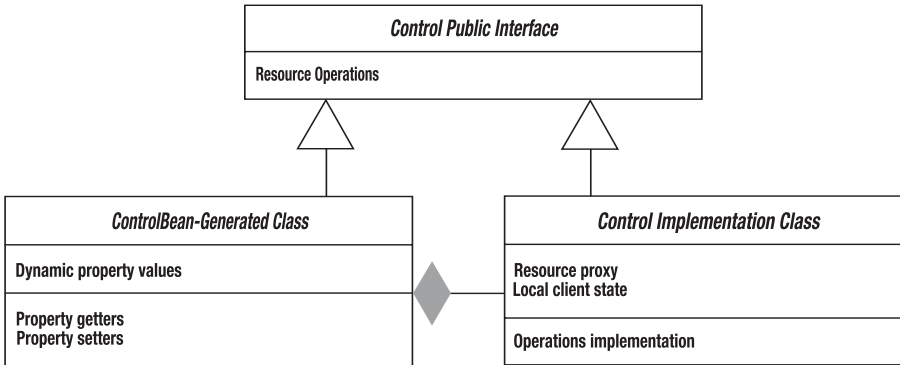 Control Public Interface
Resource Operations
ControlBean-Generated Class
Dynamic property values
Property getters
Property setters
Control Implementation Class
Resource proxy
Local client state
Operations implementation